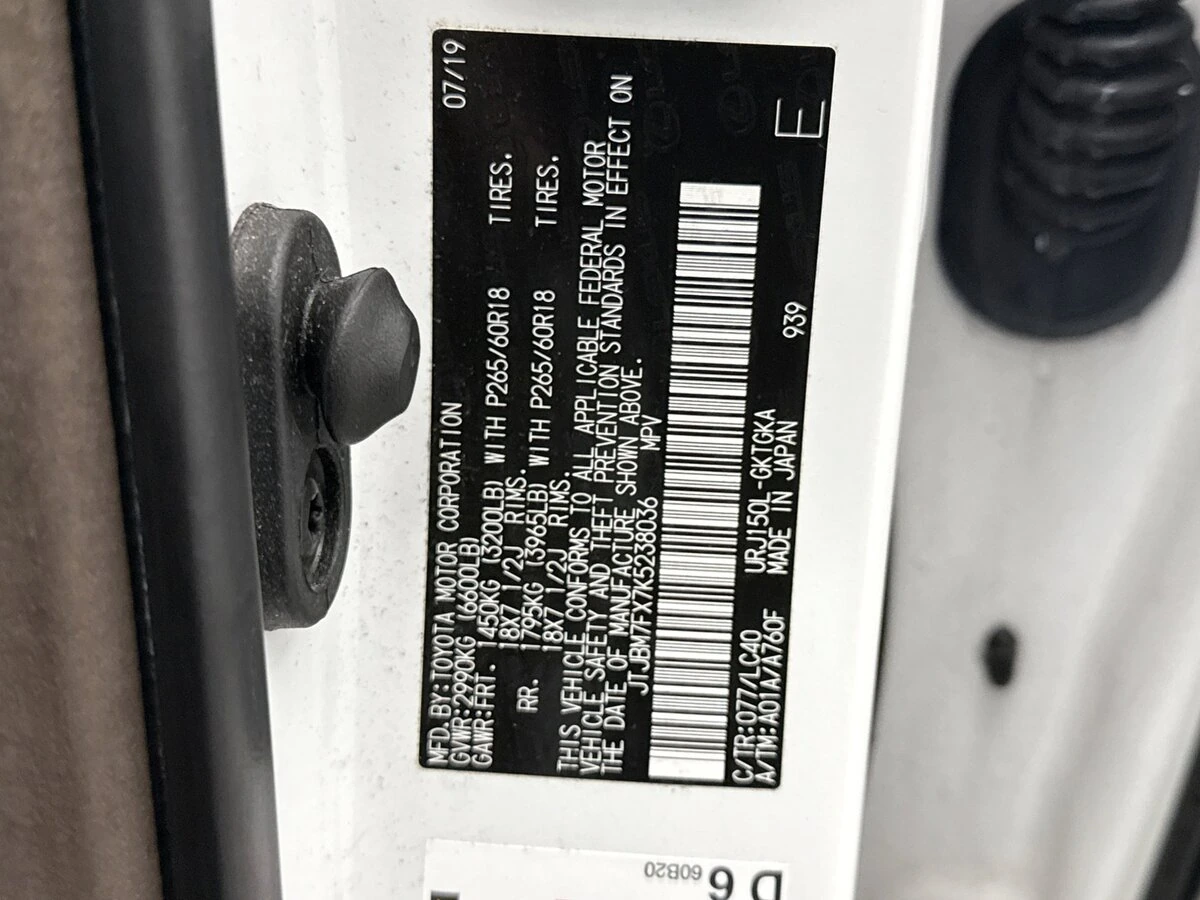 MFD. BY: TOYOTA MOTOR CORPORATION 07/19
GVWR: 2990KG (6600LB)
GAWR: FRT. 1450KG (3200LB) WITH P265/60R18 TIRES.
18X7 1/2J RIMS.
RR. 1795KG (3965LB) WITH P265/60R18 TIRES.
18X7 1/2J RIMS.
THIS VEHICLE CONFORMS TO ALL APPLICABLE FEDERAL MOTOR
VEHICLE SAFETY AND THEFT PREVENTION STANDARDS IN EFFECT ON
THE DATE OF MANUFACTURE SHOWN ABOVE.
JTJBM7FX7K5238036 MPV
C/TR: 077/LC40 URJ150L-GKTGKA 939
A/TM: A01A/A760F MADE IN JAPAN E
60B20
D6